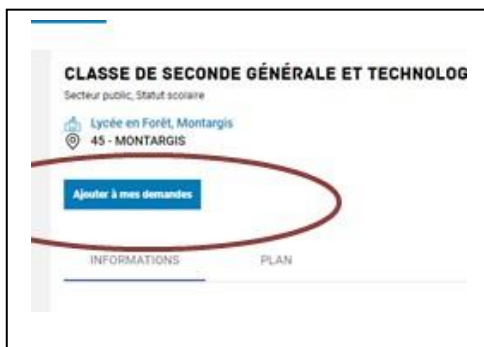 CLASSE DE SECONDE GÉNÉRALE ET TECHNOLOG
Secteur public, Statut scolaire
Lycée en Forêt, Montargis
45 - MONTARGIS
Ajouter à mes demandes
INFORMATIONS PLAN